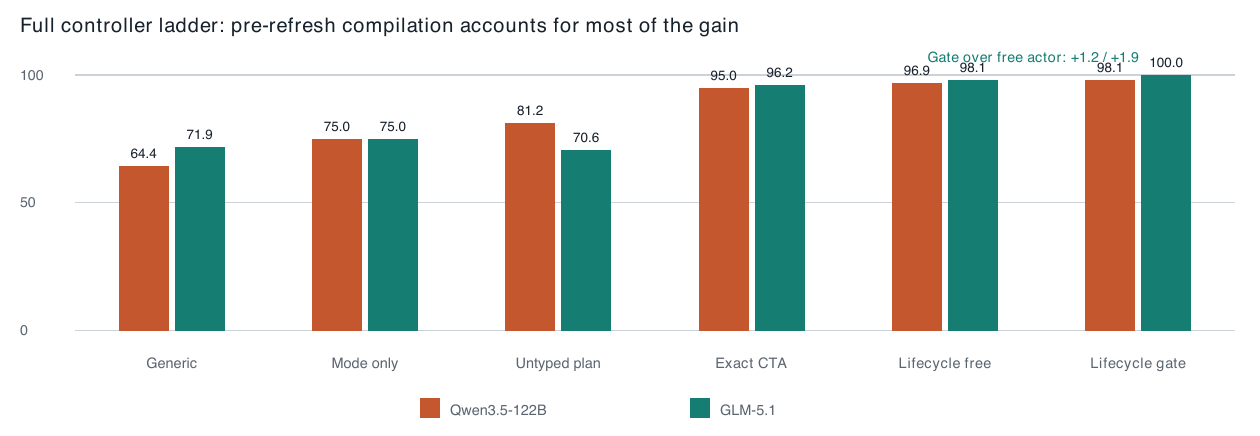 Full controller ladder: pre-refresh compilation accounts for most of the gain
Gate over free actor: +1.2 / +1.9
100
50
0
64.4
71.9
75.0
75.0
81.2
70.6
95.0
96.2
96.9
98.1
98.1
100.0
Generic
Mode only
Untyped plan
Exact CTA
Lifecycle free
Lifecycle gate
Qwen3.5-122B
GLM-5.1